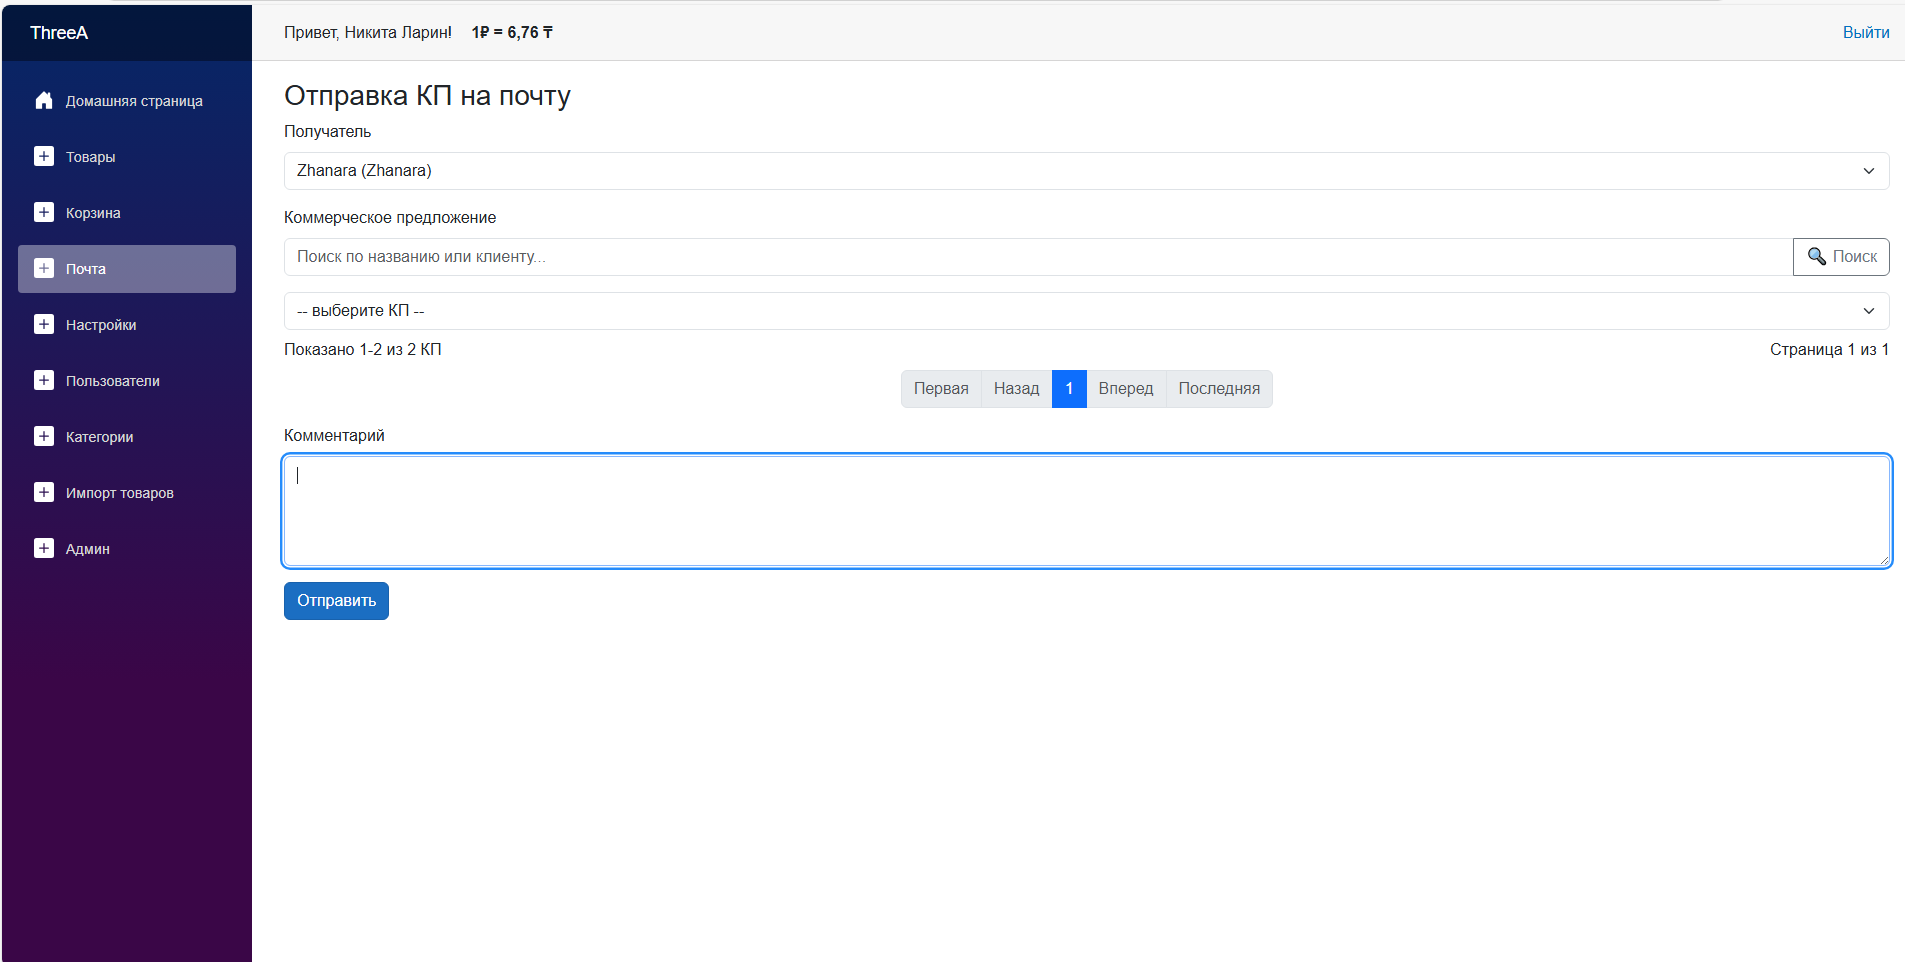 ThreeA
Привет, Никита Ларин! 1₽ = 6,76 ₸
Выйти
Домашняя страница
Товары
Корзина
Почта
Настройки
Пользователи
Категории
Импорт товаров
Админ
Отправка КП на почту
Получатель
Zhanara (Zhanara)
Коммерческое предложение
Поиск по названию или клиенту...
Поиск
-- выберите КП --
Показано 1-2 из 2 КП
Страница 1 из 1
Первая Назад 1 Вперед Последняя
Комментарий
Отправить